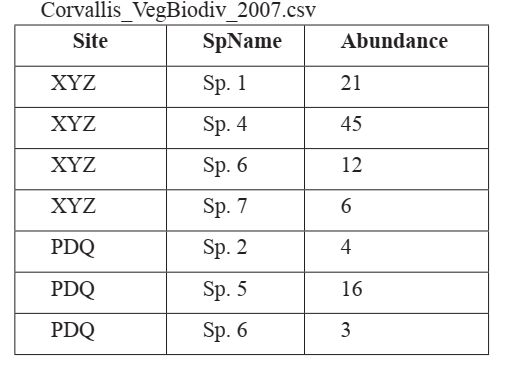 Corvallis_VegBiodiv_2007.csv
Site SpName Abundance
XYZ Sp. 1 21
XYZ Sp. 4 45
XYZ Sp. 6 12
XYZ Sp. 7 6
PDQ Sp. 2 4
PDQ Sp. 5 16
PDQ Sp. 6 3